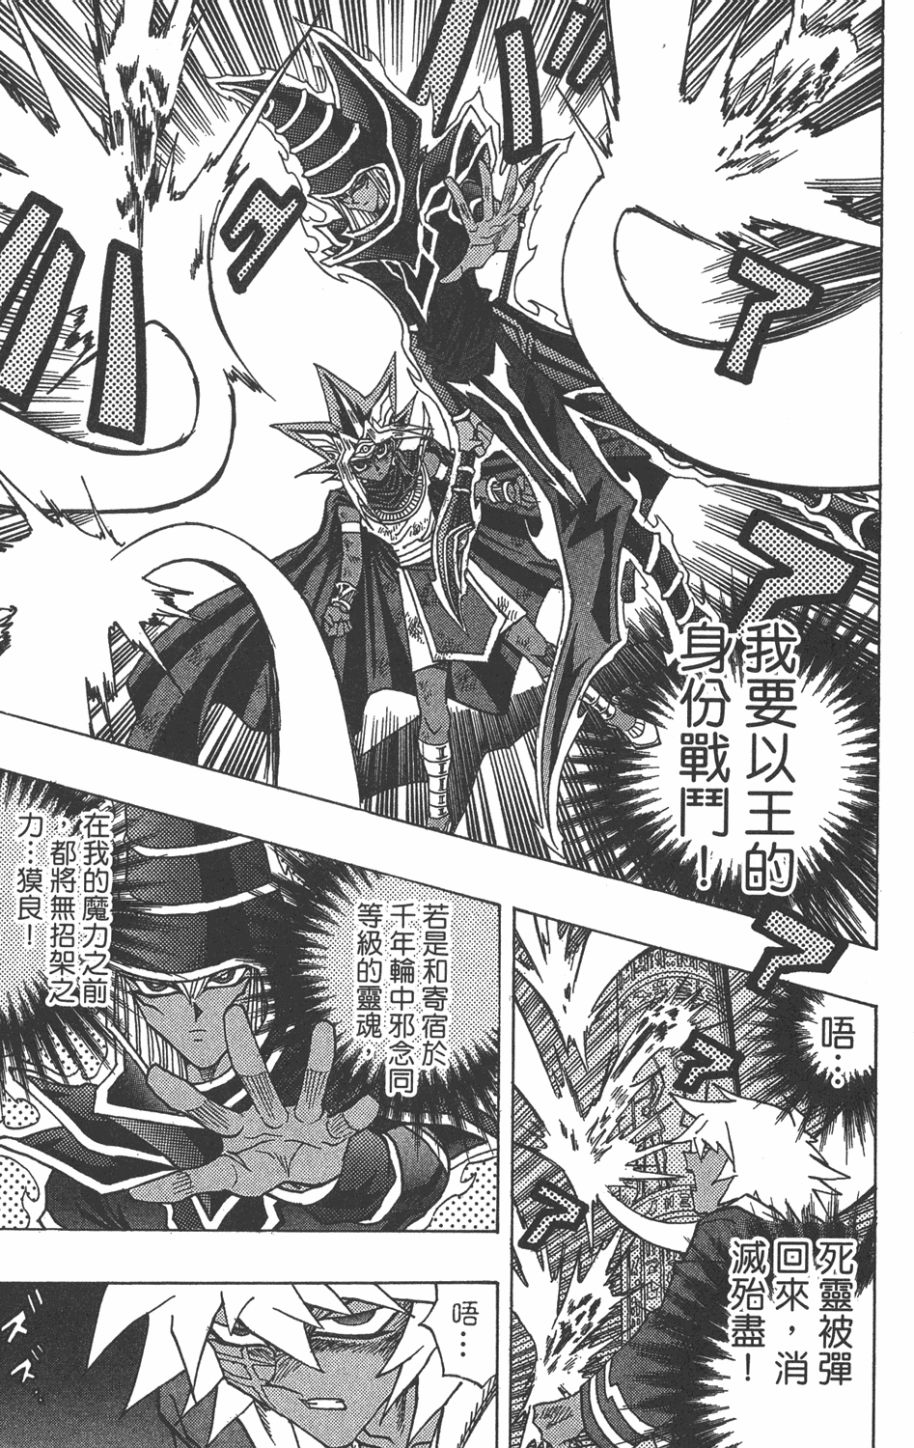 我要以王的
身份戰鬥！
唔…
死靈被彈
回來，消
滅殆盡！
若是和寄宿於
千年輪中邪念同
等級的靈魂，
在我的魔力之前
，都將無招架之
力…獏良！
唔…